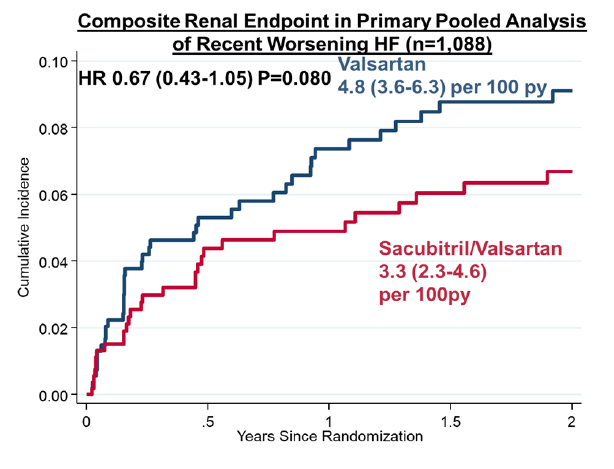 Composite Renal Endpoint in Primary Pooled Analysis
of Recent Worsening HF (n=1,088)
HR 0.67 (0.43-1.05) P=0.080
Valsartan
4.8 (3.6-6.3) per 100 py
Sacubitril/Valsartan
3.3 (2.3-4.6)
per 100py
Cumulative Incidence
0.10
0.08
0.06
0.04
0.02
0.00
0 .5 1 1.5 2
Years Since Randomization